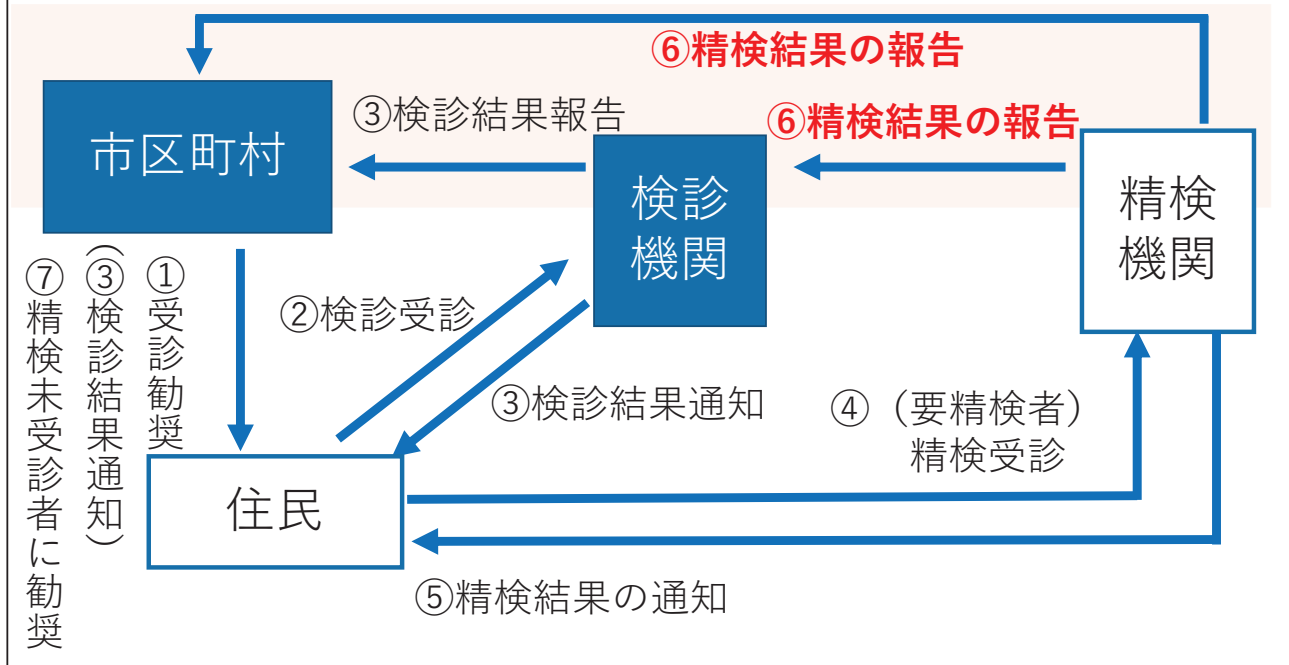 ⑥精検結果の報告
③検診結果報告
⑥精検結果の報告
市区町村
検診
機関
精検
機関
①受診勧奨
(③検診結果通知)
⑦精検未受診者に勧奨
②検診受診
③検診結果通知
④（要精検者）
精検受診
住民
⑤精検結果の通知